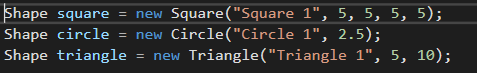 Shape square = new Square("Square 1", 5, 5, 5, 5);
Shape circle = new Circle("Circle 1", 2.5);
Shape triangle = new Triangle("Triangle 1", 5, 10);